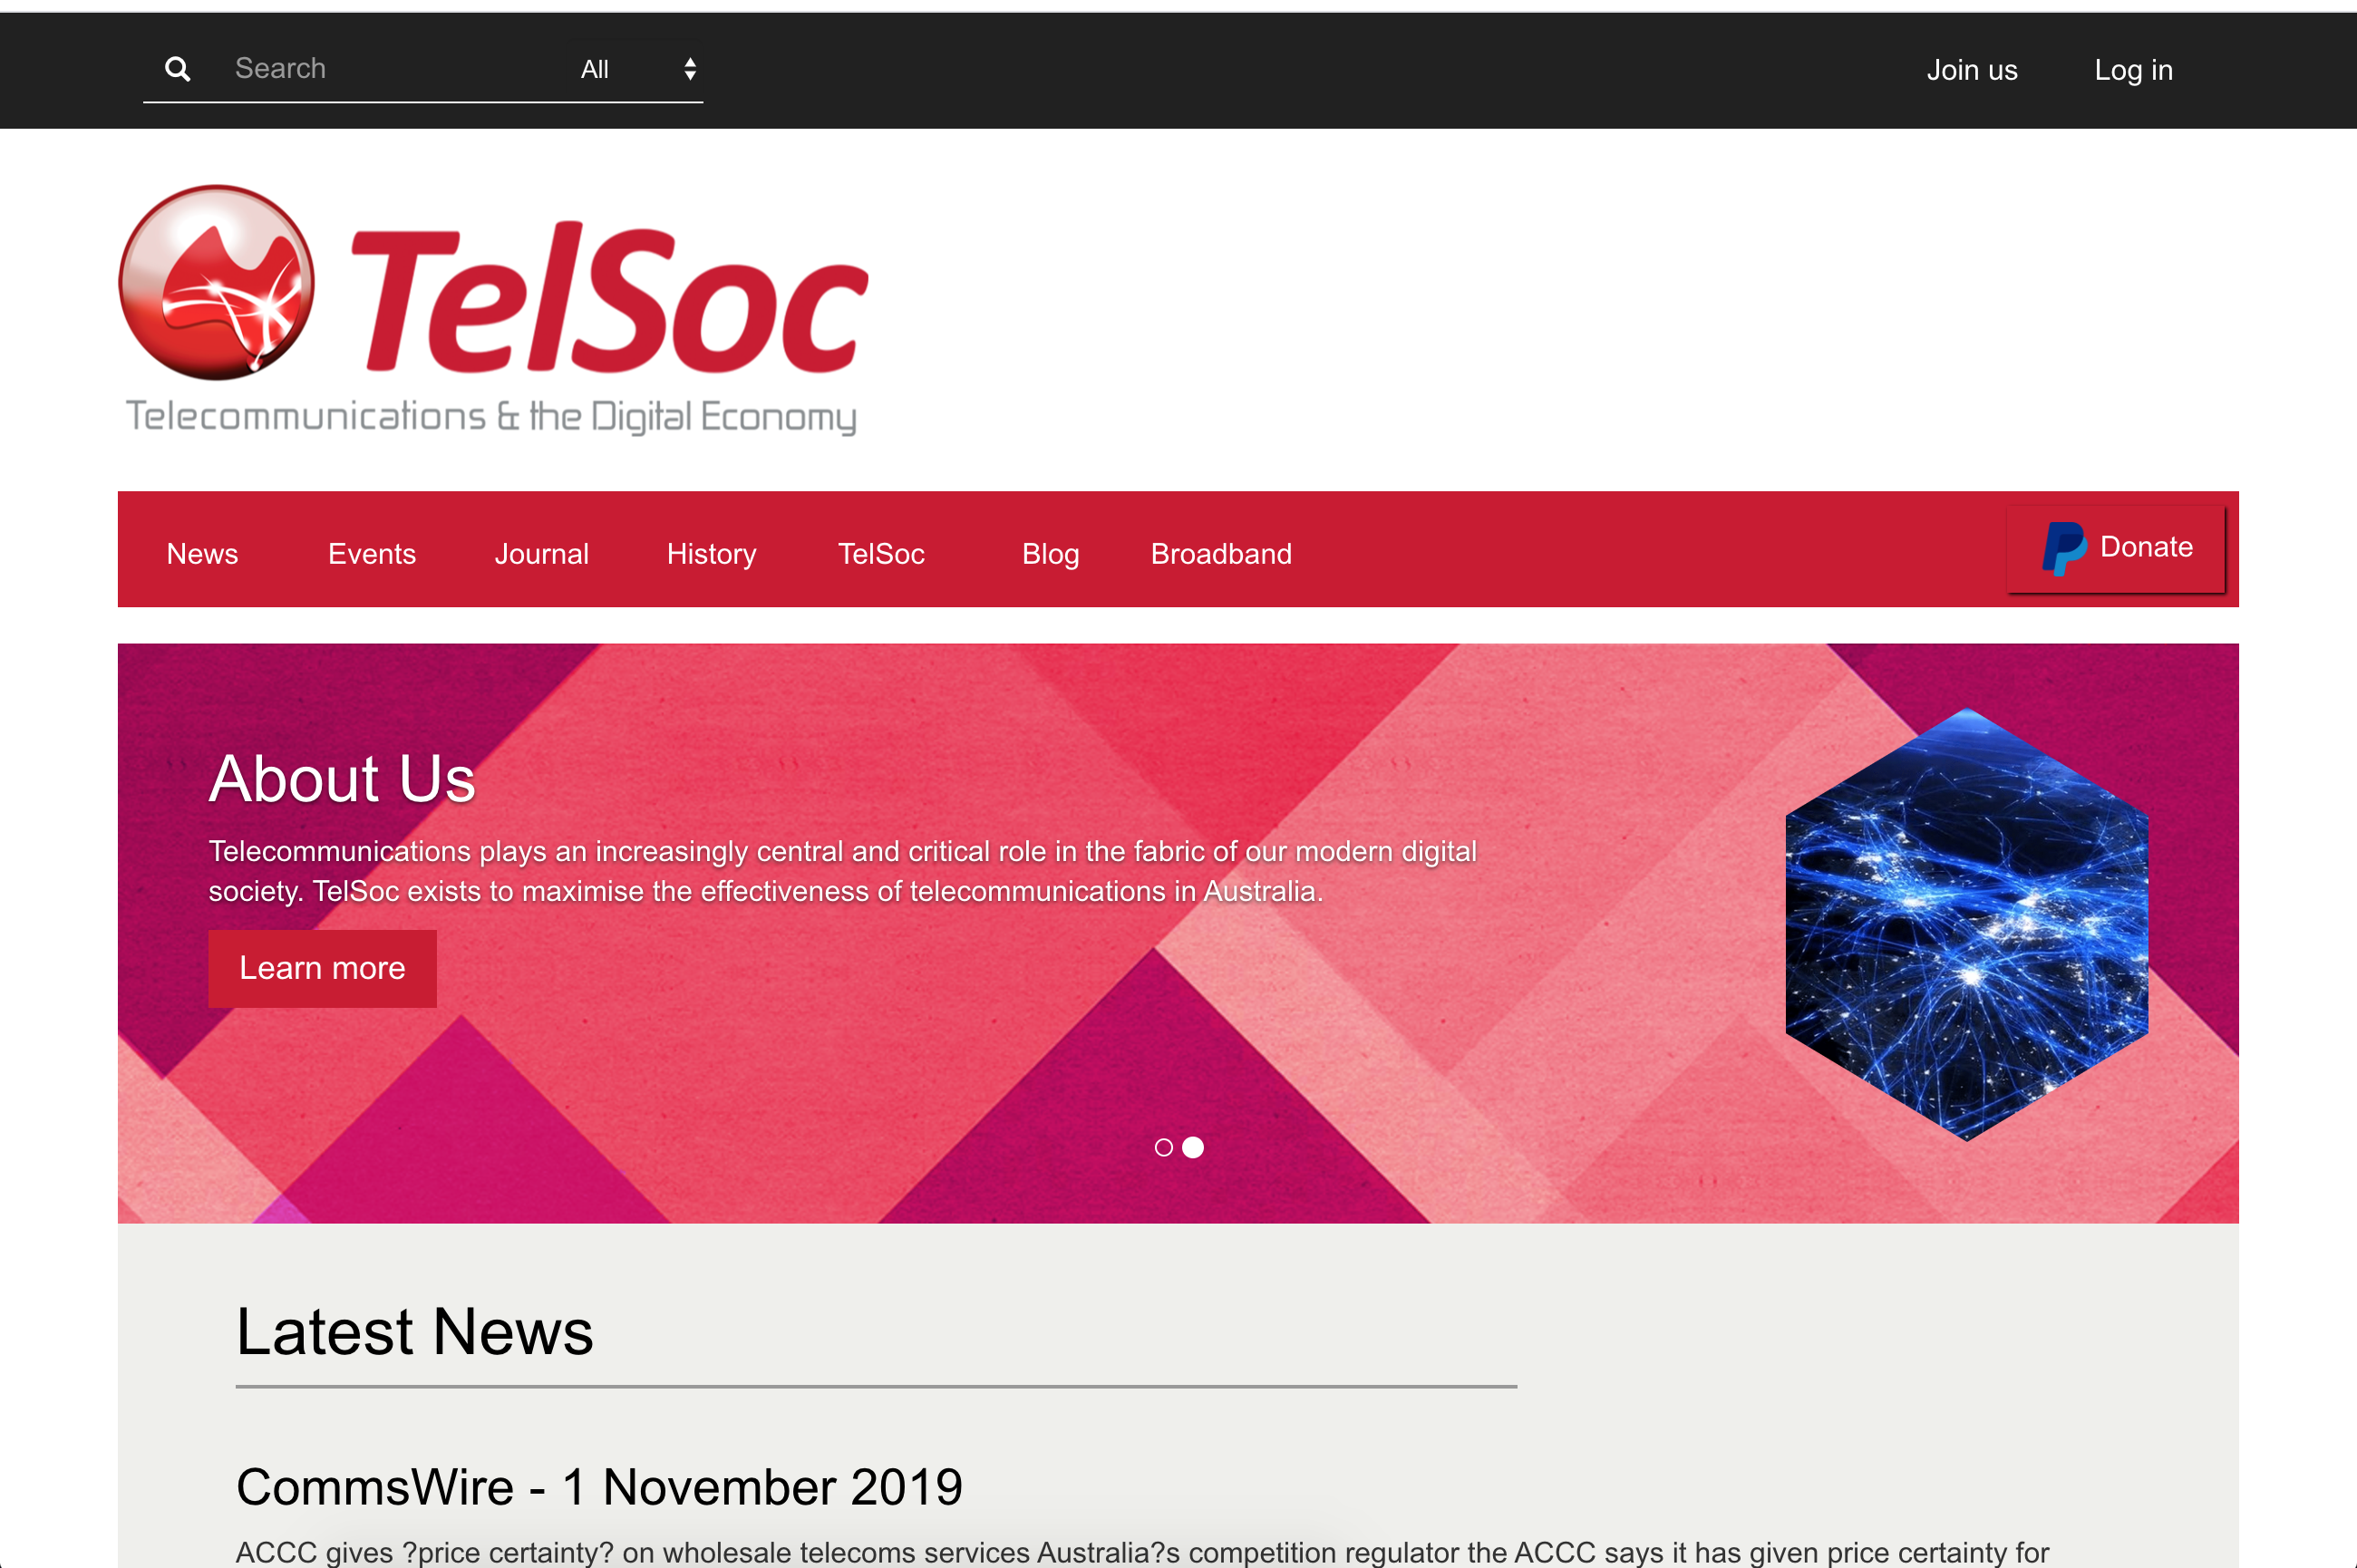 Search All Join us Log in
TelSoc
Telecommunications & the Digital Economy
News Events Journal History TelSoc Blog Broadband Donate
About Us
Telecommunications plays an increasingly central and critical role in the fabric of our modern digital
society. TelSoc exists to maximise the effectiveness of telecommunications in Australia.
Learn more
Latest News
CommsWire - 1 November 2019
ACCC gives ?price certainty? on wholesale telecoms services Australia?s competition regulator the ACCC says it has given price certainty for